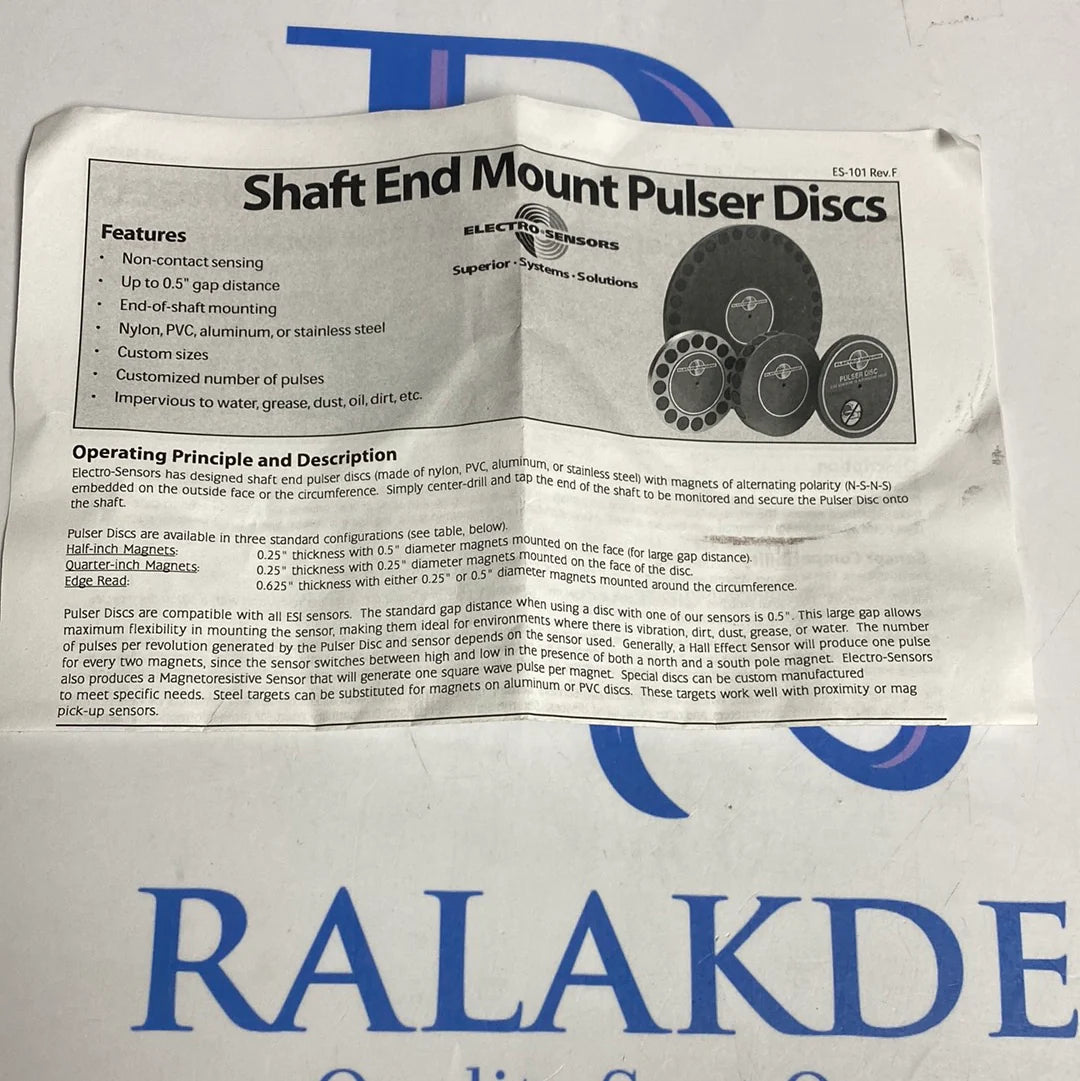 ES-101 Rev.F
Shaft End Mount Pulser Discs
ELECTRO-SENSORS
Superior · Systems · Solutions
Features
· Non-contact sensing
· Up to 0.5" gap distance
· End-of-shaft mounting
· Nylon, PVC, aluminum, or stainless steel
· Custom sizes
· Customized number of pulses
· Impervious to water, grease, dust, oil, dirt, etc.
PULSER DISC
Operating Principle and Description
Electro-Sensors has designed shaft end pulser discs (made of nylon, PVC, aluminum, or stainless steel) with magnets of alternating polarity (N-S-N-S)
embedded on the outside face or the circumference. Simply center-drill and tap the end of the shaft to be monitored and secure the Pulser Disc onto
the shaft.
Pulser Discs are available in three standard configurations (see table, below).
Half-inch Magnets: 0.25" thickness with 0.5" diameter magnets mounted on the face (for large gap distance).
Quarter-inch Magnets: 0.25" thickness with 0.25" diameter magnets mounted on the face of the disc.
Edge Read: 0.625" thickness with either 0.25" or 0.5" diameter magnets mounted around the circumference.
Pulser Discs are compatible with all ESI sensors. The standard gap distance when using a disc with one of our sensors is 0.5". This large gap allows
maximum flexibility in mounting the sensor, making them ideal for environments where there is vibration, dirt, dust, grease, or water. The number
of pulses per revolution generated by the Pulser Disc and sensor depends on the sensor used. Generally, a Hall Effect Sensor will produce one pulse
for every two magnets, since the sensor switches between high and low in the presence of both a north and a south pole magnet. Electro-Sensors
also produces a Magnetoresistive Sensor that will generate one square wave pulse per magnet. Special discs can be custom manufactured
to meet specific needs. Steel targets can be substituted for magnets on aluminum or PVC discs. These targets work well with proximity or mag
pick-up sensors.
RALAKDE